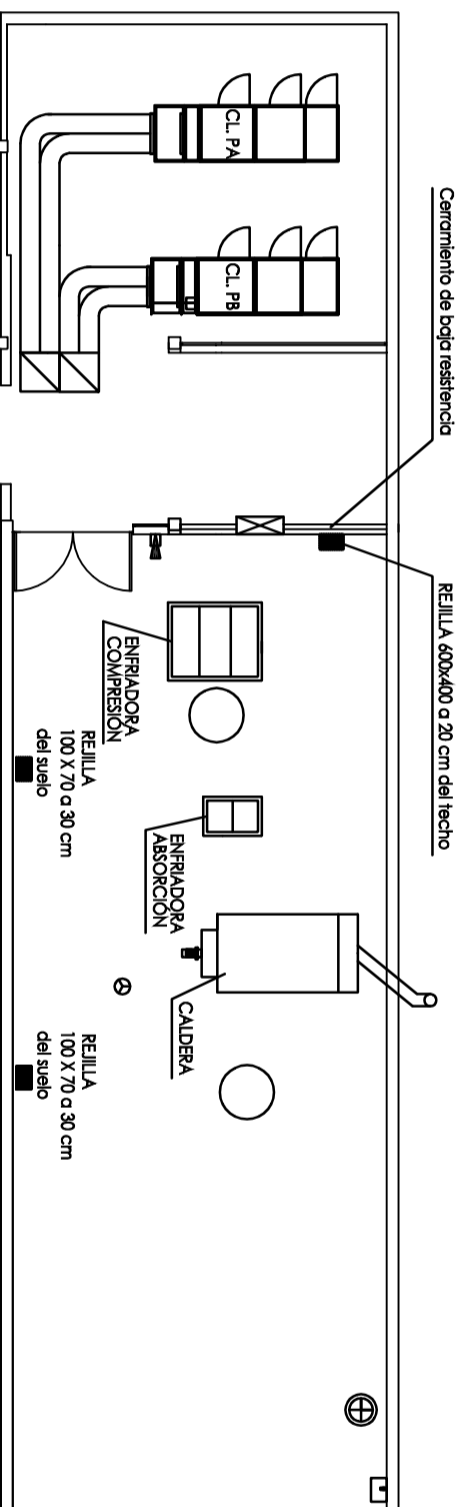 Cerramiento de baja resistencia
REJILLA 600x400 a 20 cm del techo
CL. PA
CL. PB
ENFRIADORA
COMPRESIÓN
ENFRIADORA
ABSORCIÓN
CALDERA
REJILLA
100 X 70 a 30 cm
del suelo
REJILLA
100 X 70 a 30 cm
del suelo